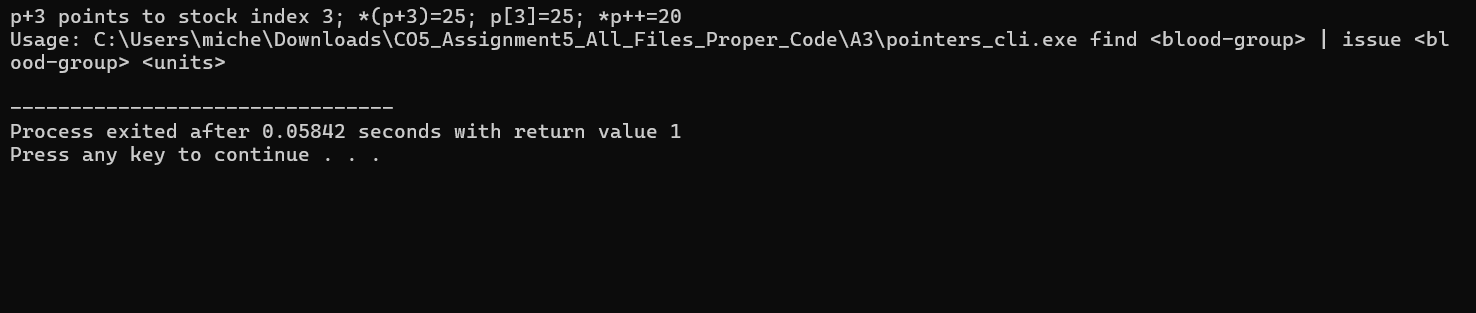 p+3 points to stock index 3; *(p+3)=25; p[3]=25; *p++=20
Usage: C:\Users\miche\Downloads\CO5_Assignment5_All_Files_Proper_Code\A3\pointers_cli.exe find <blood-group> | issue <bl
ood-group> <units>
--------------------------------
Process exited after 0.05842 seconds with return value 1
Press any key to continue . . .